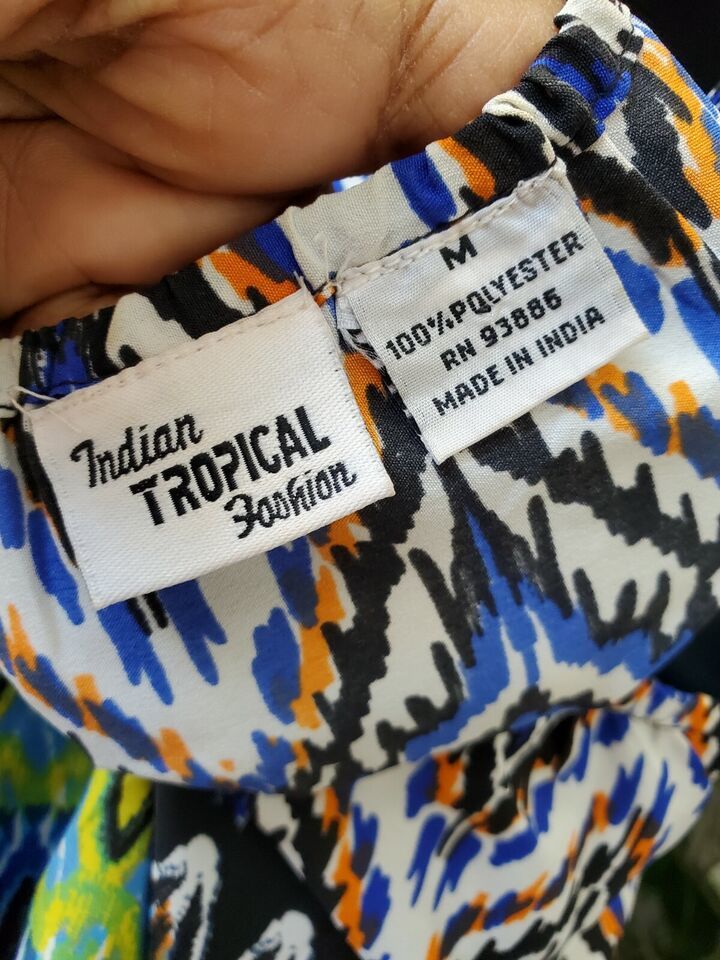 Indian
TROPICAL
Fashion
M
100% POLYESTER
RN 93886
MADE IN INDIA